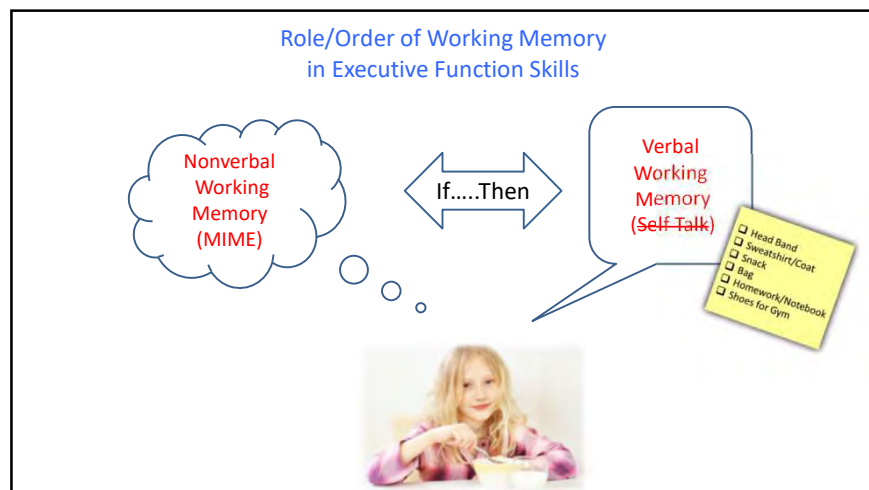 Role/Order of Working Memory
in Executive Function Skills
Nonverbal
Working
Memory
(MIME)
If.....Then
Verbal
Working
Memory
(Self Talk)
❑ Head Band
❑ Sweatshirt/Coat
❑ Snack
❑ Bag
❑ Homework/Notebook
❑ Shoes for Gym